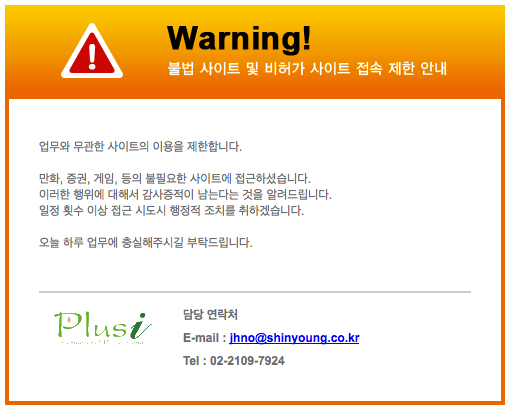 Warning!
불법 사이트 및 비허가 사이트 접속 제한 안내
업무와 무관한 사이트의 이용을 제한합니다.
만화, 증권, 게임, 등의 불필요한 사이트에 접근하셨습니다.
이러한 행위에 대해서 감사증적이 남는다는 것을 알려드립니다.
일정 횟수 이상 접근 시도시 행정적 조치를 취하겠습니다.
오늘 하루 업무에 충실해주시길 부탁드립니다.
Plusi
담당 연락처
E-mail : jhno@shinyoung.co.kr
Tel : 02-2109-7924